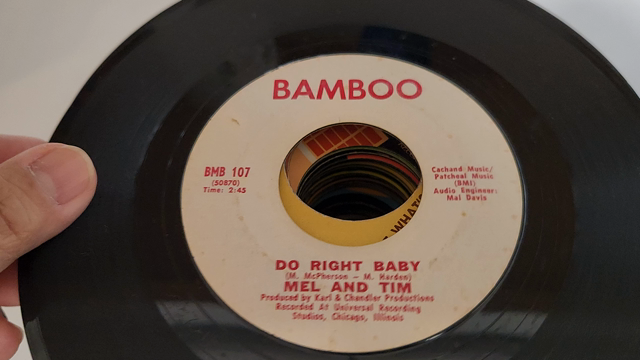 BAMBOO
BMB 107
(50870)
Time: 2:45
Cachand Music/
Patcheal Music
(BMI)
Audio Engineer:
Mal Davis
DO RIGHT BABY
(M. McPherson – M. Harden)
MEL AND TIM
Produced by Karl & Chandler Productions
Recorded At Universal Recording
Studios, Chicago, Illinois